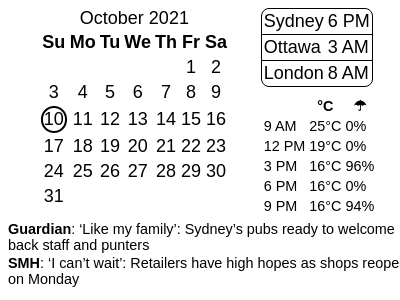 October 2021
Su Mo Tu We Th Fr Sa
1 2
3 4 5 6 7 8 9
10 11 12 13 14 15 16
17 18 19 20 21 22 23
24 25 26 27 28 29 30
31
Sydney 6 PM
Ottawa 3 AM
London 8 AM
°C ☂
9 AM 25°C 0%
12 PM 19°C 0%
3 PM 16°C 96%
6 PM 16°C 0%
9 PM 16°C 94%
Guardian: ‘Like my family’: Sydney’s pubs ready to welcome
back staff and punters
SMH: ‘I can’t wait’: Retailers have high hopes as shops reope
on Monday